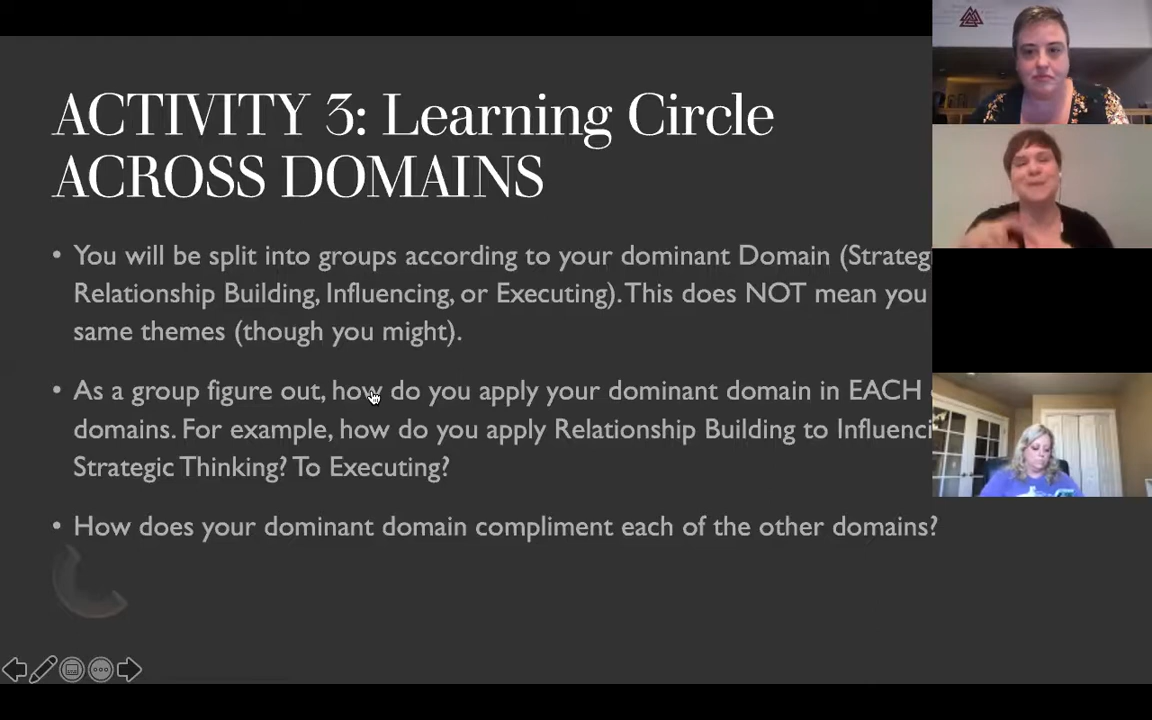 ACTIVITY 3: Learning Circle
ACROSS DOMAINS
• You will be split into groups according to your dominant Domain (Strateg
Relationship Building, Influencing, or Executing). This does NOT mean you
same themes (though you might).
• As a group figure out, how do you apply your dominant domain in EACH
domains. For example, how do you apply Relationship Building to Influenci
Strategic Thinking? To Executing?
• How does your dominant domain compliment each of the other domains?